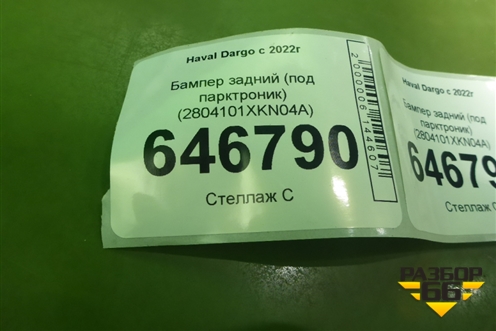 Haval Dargo с 2022г
Бампер задний (под
парктроник)
(2804101XKN04A)
646790
Стеллаж С
2000006144607
Haval Dargo с 2022г
Бампер задний (под
парктроник)
(2804101XKN04A)
64679
Стеллаж С
РАЗБОР
66